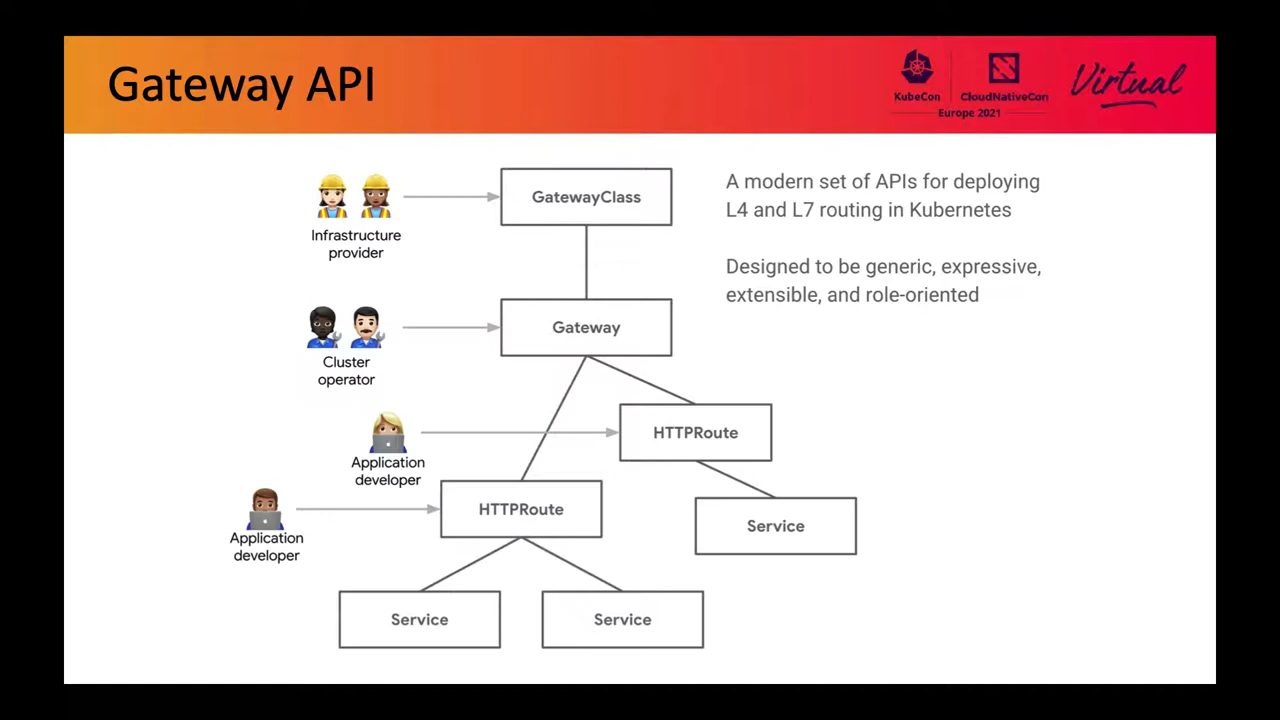 Gateway API
KubeCon
CloudNativeCon
Europe 2021
Virtual
GatewayClass
A modern set of APIs for deploying
L4 and L7 routing in Kubernetes
Infrastructure
provider
Designed to be generic, expressive,
extensible, and role-oriented
Gateway
Cluster
operator
HTTPRoute
Application
developer
HTTPRoute
Service
Application
developer
Service
Service